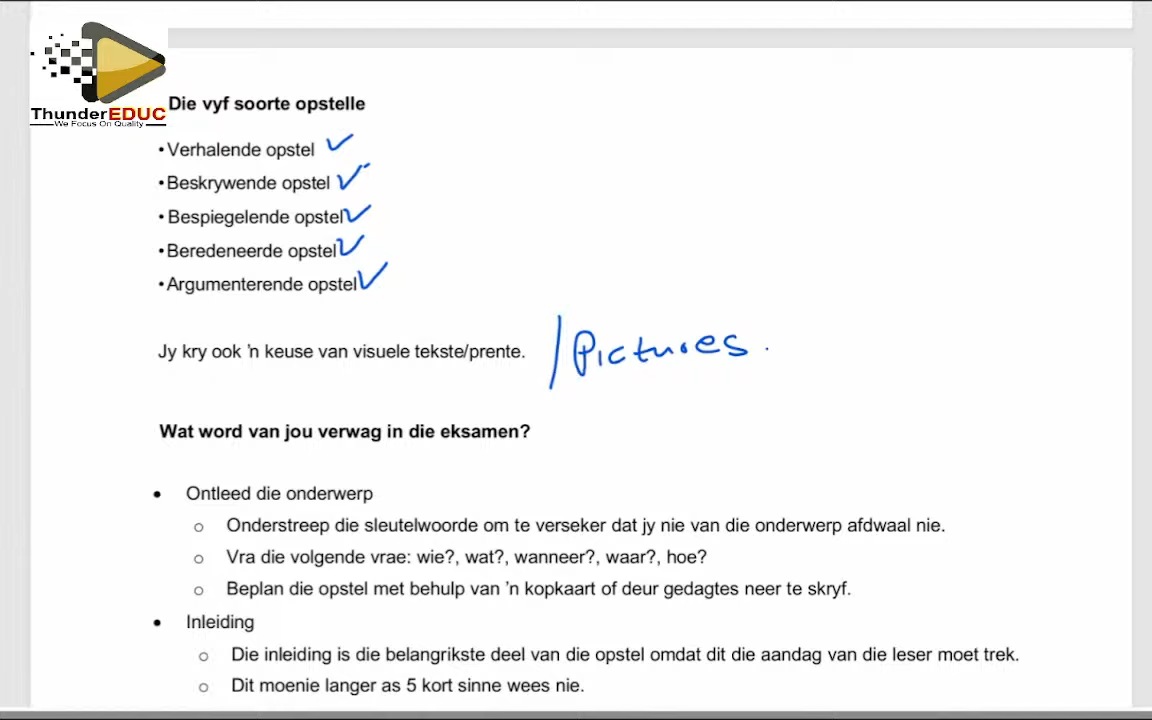 ThunderEDUC
We Focus On Quality
Die vyf soorte opstelle
•Verhalende opstel
•Beskrywende opstel
•Bespiegelende opstel
•Beredeneerde opstel
•Argumenterende opstel
Jy kry ook 'n keuse van visuele tekste/prente. /Pictures.
Wat word van jou verwag in die eksamen?
• Ontleed die onderwerp
o Onderstreep die sleutelwoorde om te verseker dat jy nie van die onderwerp afdwaal nie.
o Vra die volgende vrae: wie?, wat?, wanneer?, waar?, hoe?
o Beplan die opstel met behulp van 'n kopkaart of deur gedagtes neer te skryf.
• Inleiding
o Die inleiding is die belangrikste deel van die opstel omdat dit die aandag van die leser moet trek.
o Dit moenie langer as 5 kort sinne wees nie.